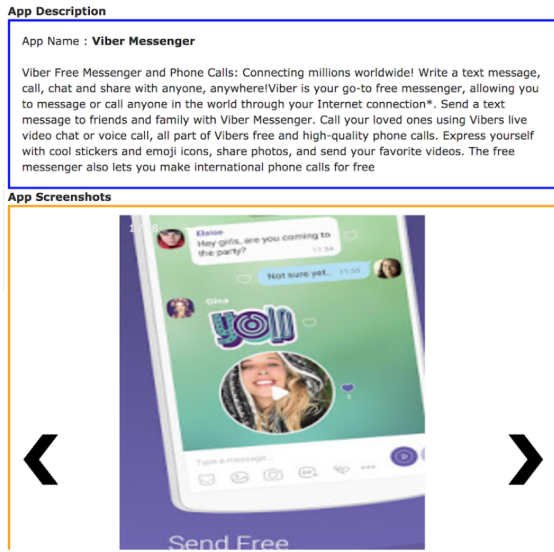 App Description
App Name : Viber Messenger
Viber Free Messenger and Phone Calls: Connecting millions worldwide! Write a text message,
call, chat and share with anyone, anywhere!Viber is your go-to free messenger, allowing you
to message or call anyone in the world through your Internet connection*. Send a text
message to friends and family with Viber Messenger. Call your loved ones using Vibers live
video chat or voice call, all part of Vibers free and high-quality phone calls. Express yourself
with cool stickers and emoji icons, share photos, and send your favorite videos. The free
messenger also lets you make international phone calls for free
App Screenshots
Eloise
Hey girls, are you coming to
the party?
11:54
Not sure yet.. 11:55
Gina
yolo
Type a message...
Send Free